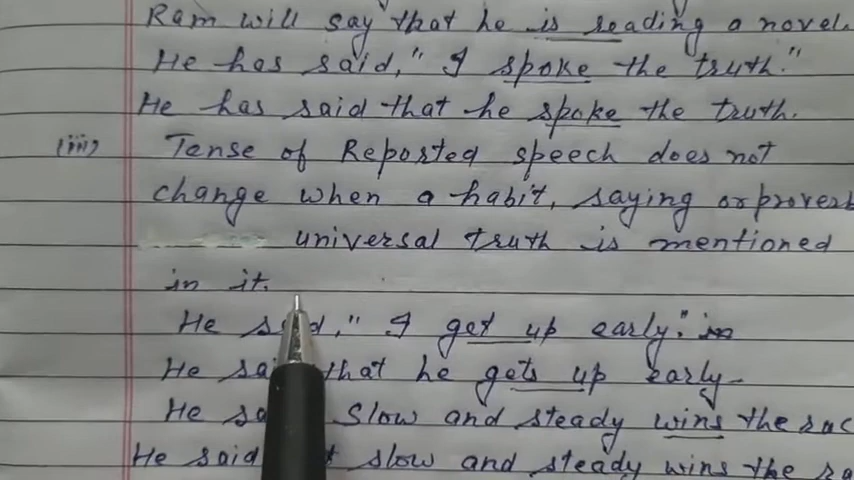 Ram will say that he is reading a novel.
He has said," I spoke the truth."
He has said that he spoke the truth.
(iii) Tense of Reported speech does not
change when a habit, saying or proverb
universal truth is mentioned
in it.
He said," I get up early." in
He said that he gets up early.
He Slow and steady wins the
He said slow and steady wins the